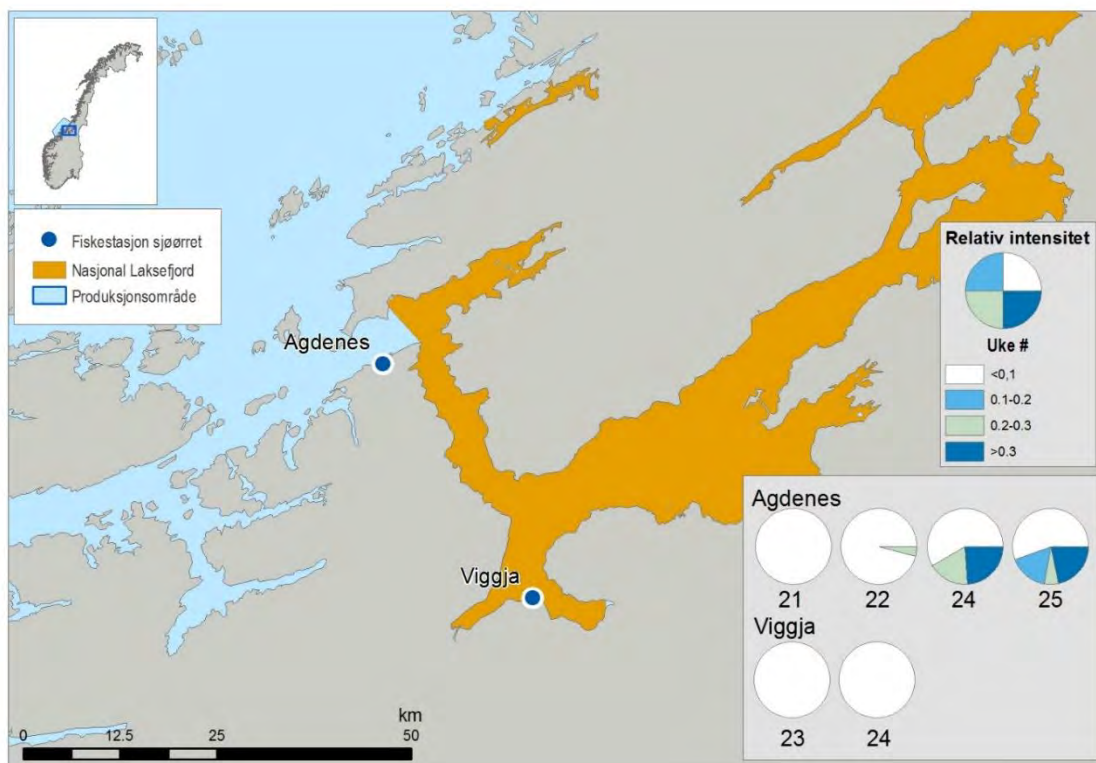 Fiskestasjon sjøørret
Nasjonal Laksefjord
Produksjonsområde
Relativ intensitet
Uke #
<0,1
0.1-0.2
0.2-0.3
>0.3
Agdenes
Viggja
Agdenes
21 22 24 25
Viggja
23 24
km
0 12.5 25 50